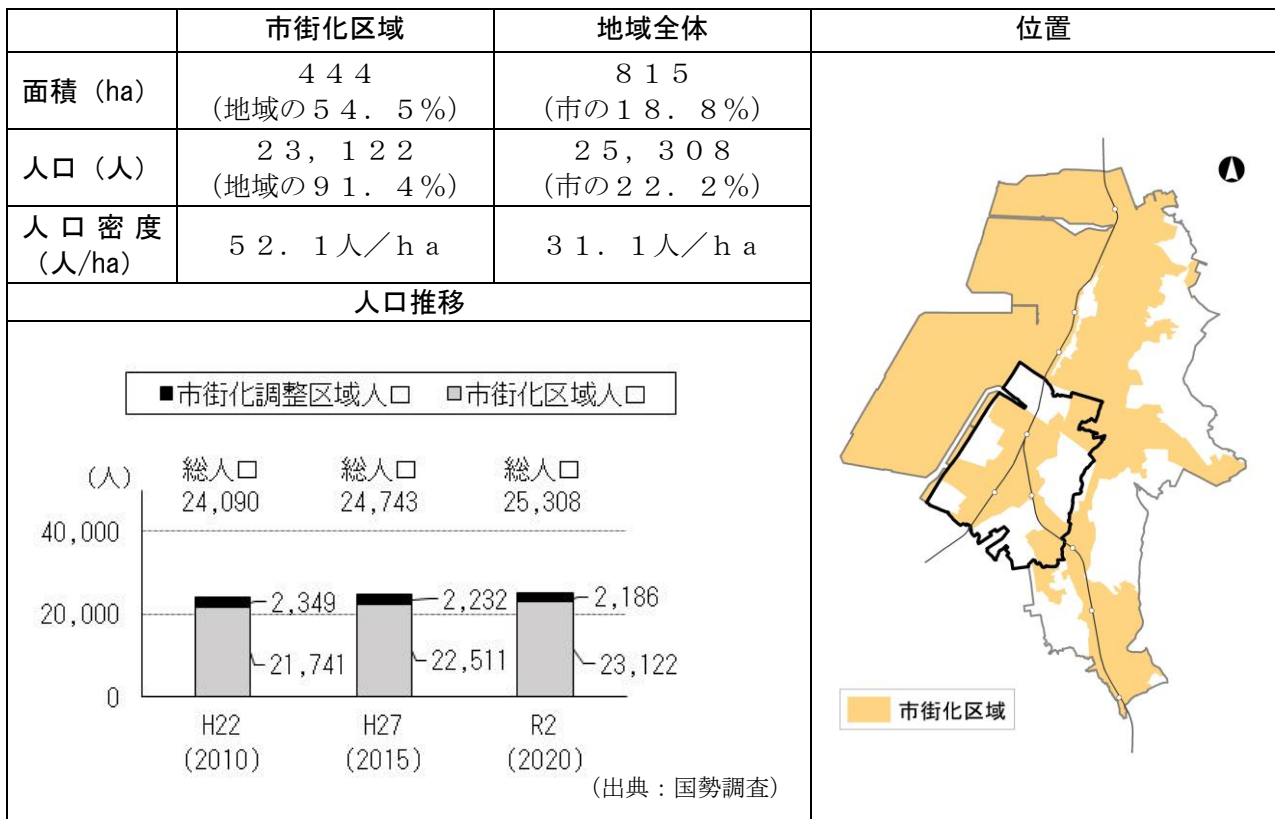 市街化区域 地域全体 位置
面積（ha） ４４４ ８１５
（地域の５４．５％） （市の１８．８％）
人口（人） ２３，１２２ ２５，３０８
（地域の９１．４％） （市の２２．２％）
人口密度
（人/ha） ５２．１人／ｈａ ３１．１人／ｈａ
人口推移
■市街化調整区域人口 □市街化区域人口
（人） 総人口 総人口 総人口
24,090 24,743 25,308
40,000
20,000
0
2,349 2,232 2,186
21,741 22,511 23,122
H22 H27 R2
(2010) (2015) (2020)
（出典：国勢調査）
市街化区域